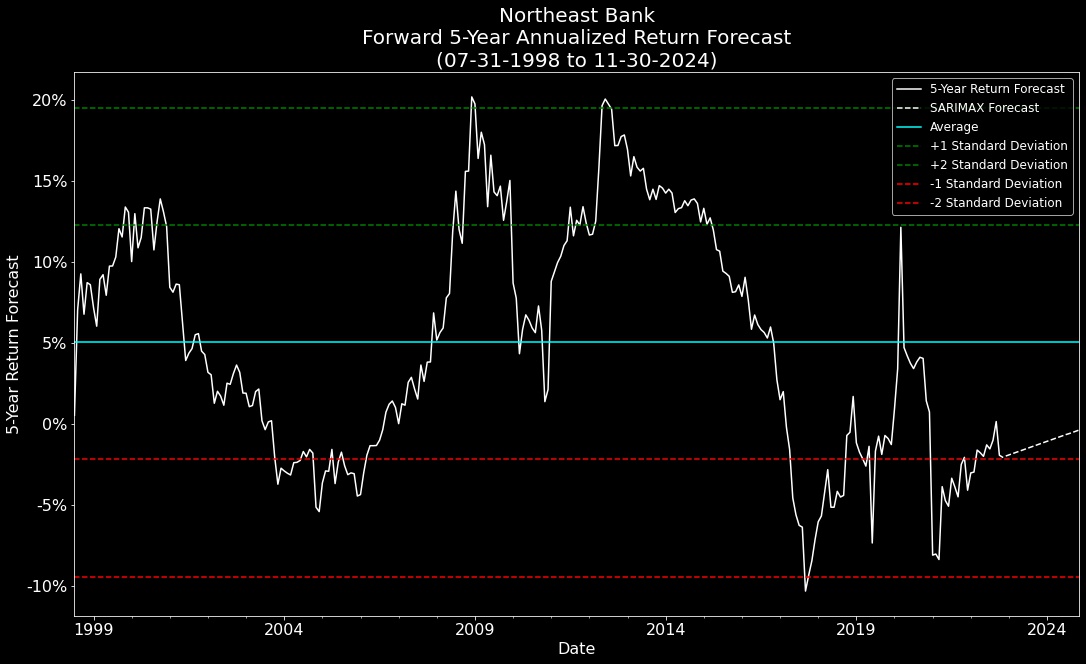 Northeast Bank
Forward 5-Year Annualized Return Forecast
(07-31-1998 to 11-30-2024)
5-Year Return Forecast
SARIMAX Forecast
Average
+1 Standard Deviation
+2 Standard Deviation
-1 Standard Deviation
-2 Standard Deviation
5-Year Return Forecast
20%
15%
10%
5%
0%
-5%
-10%
1999
2004
2009
2014
2019
2024
Date